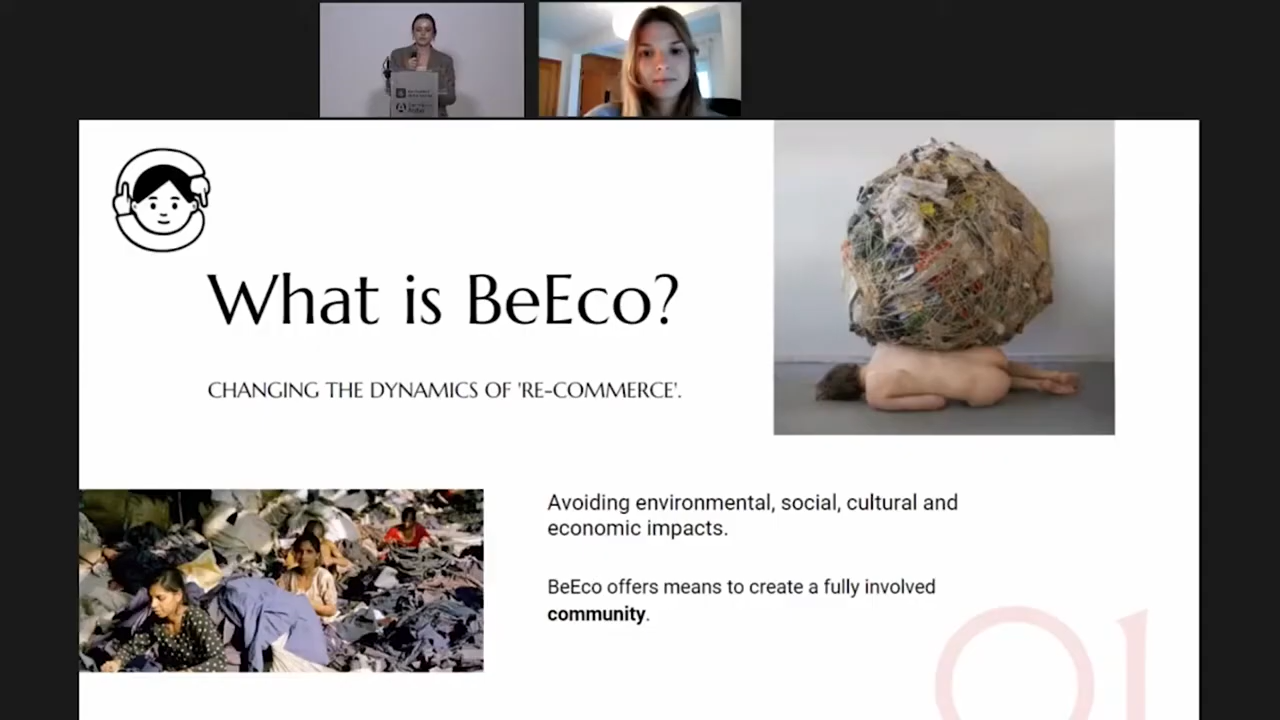 What is BeEco?
CHANGING THE DYNAMICS OF 'RE-COMMERCE'.
Avoiding environmental, social, cultural and
economic impacts.
BeEco offers means to create a fully involved
community.
01